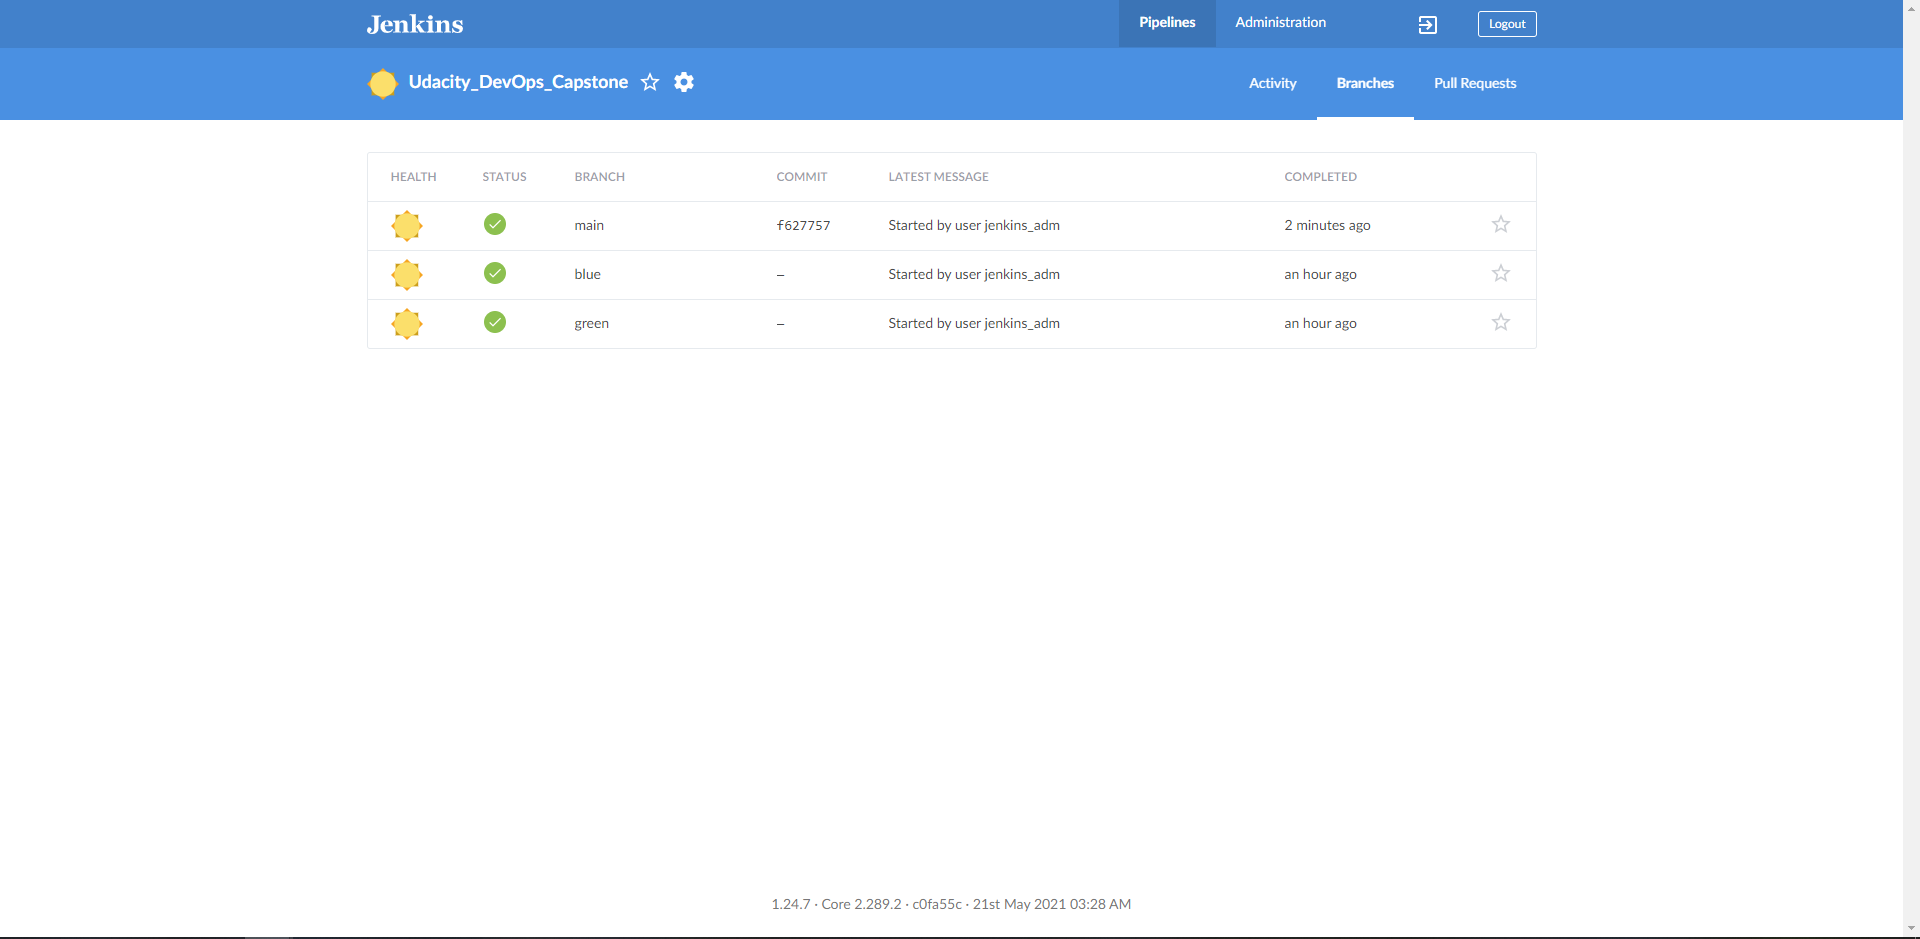 Jenkins Pipelines Administration Logout
Udacity_DevOps_Capstone Activity Branches Pull Requests
HEALTH STATUS BRANCH COMMIT LATEST MESSAGE COMPLETED
main f627757 Started by user jenkins_adm 2 minutes ago
blue – Started by user jenkins_adm an hour ago
green – Started by user jenkins_adm an hour ago
1.24.7 · Core 2.289.2 · c0fa55c · 21st May 2021 03:28 AM